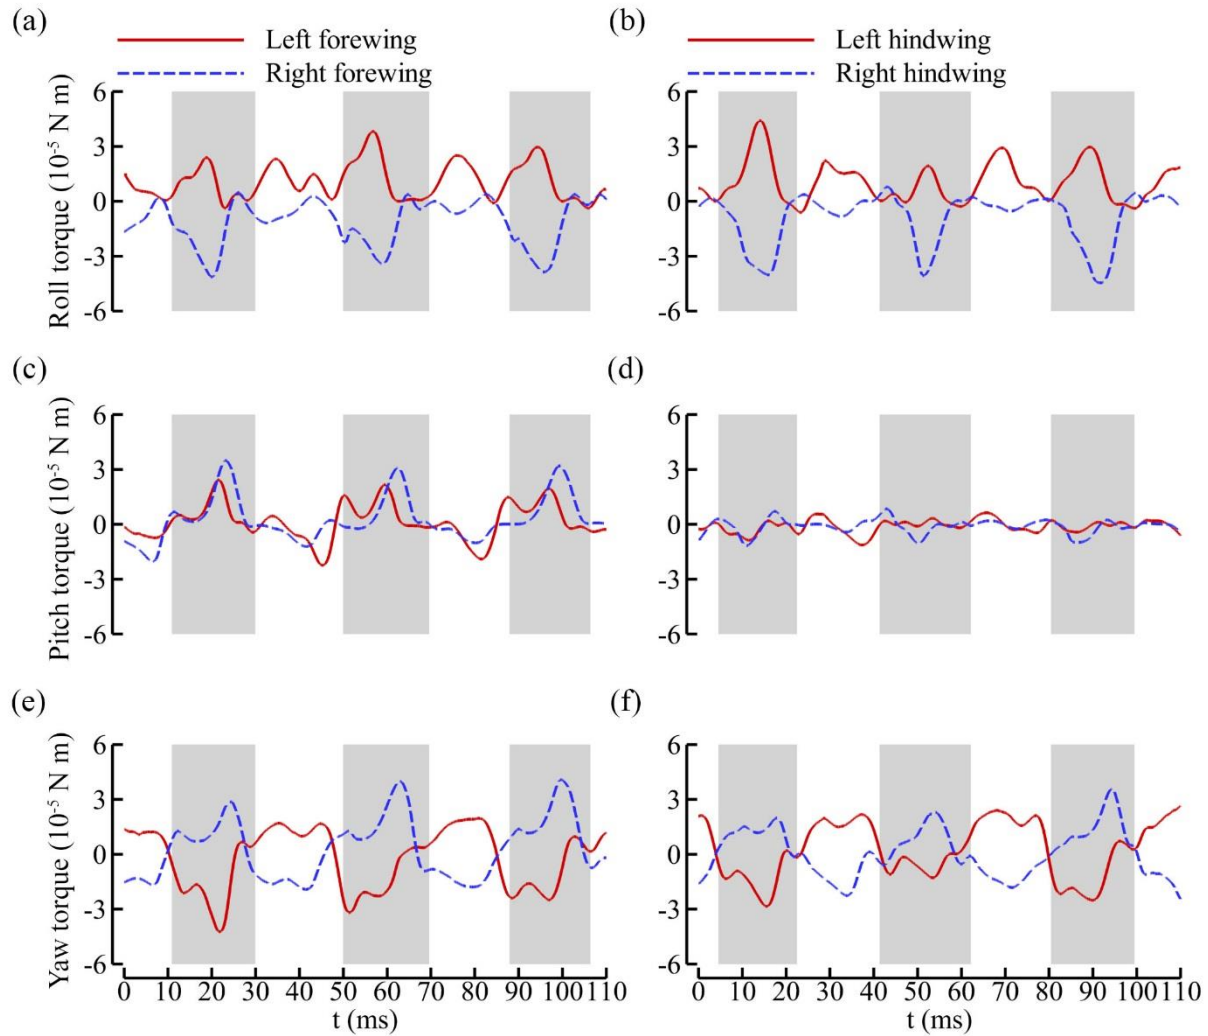 (a)
Left forewing
Right forewing
(b)
Left hindwing
Right hindwing
Roll torque (10⁻⁵ N m)
6
3
0
-3
-6
6
3
0
-3
-6
(c)
(d)
Pitch torque (10⁻⁵ N m)
6
3
0
-3
-6
6
3
0
-3
-6
(e)
(f)
Yaw torque (10⁻⁵ N m)
6
3
0
-3
-6
6
3
0
-3
-6
0 10 20 30 40 50 60 70 80 90 100 110
0 10 20 30 40 50 60 70 80 90 100 110
t (ms)
t (ms)